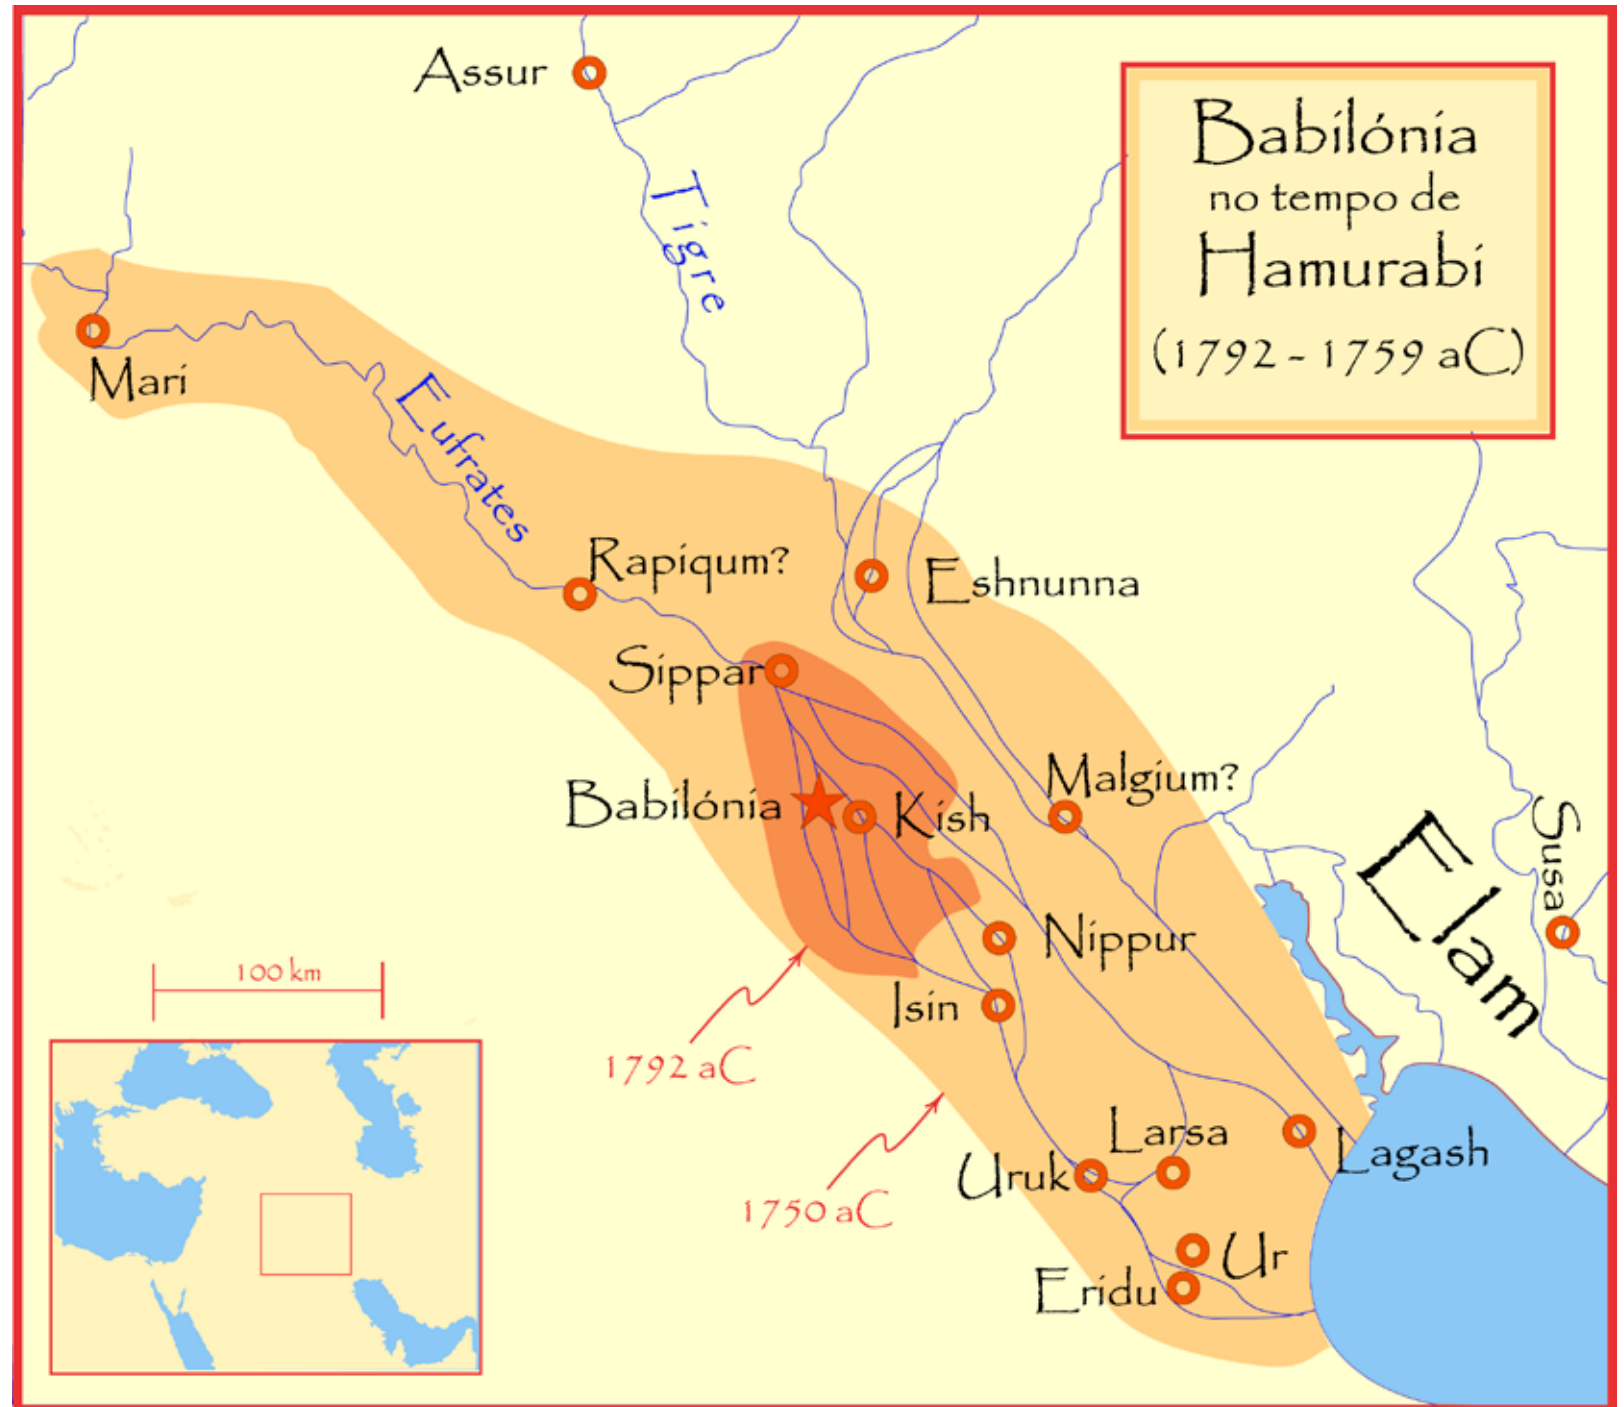 Assur
Babilónia
no tempo de
Hamurabi
(1792 - 1759 aC)
Tigre
Mari
Eufrates
Rapiqum?
Eshnunna
Sippar
Malgium?
Babilónia
Kish
Susa
Elam
Nippur
100 km
Isin
1792 aC
Larsa
Lagash
Uruk
1750 aC
Ur
Eridu